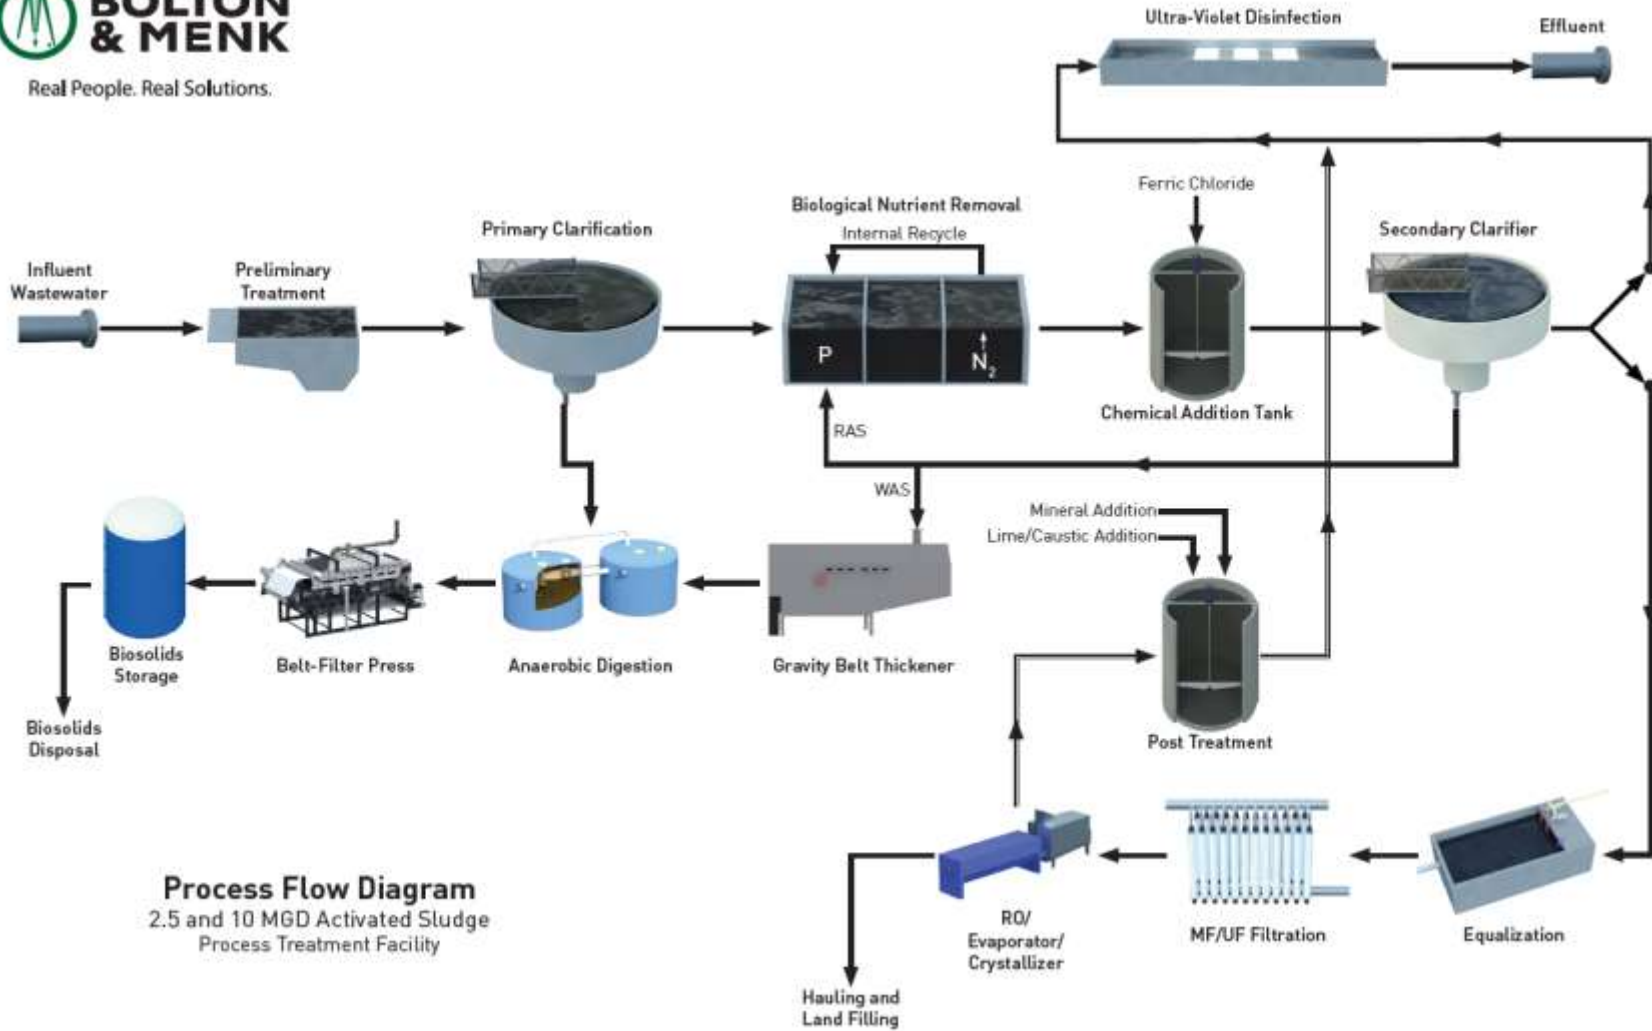 BOLTON
& MENK
Real People. Real Solutions.
Ultra-Violet Disinfection
Effluent
Ferric Chloride
Biological Nutrient Removal
Internal Recycle
Primary Clarification
Secondary Clarifier
Influent
Wastewater
Preliminary
Treatment
P
N2
Chemical Addition Tank
RAS
WAS
Mineral Addition
Lime/Caustic Addition
Biosolids
Storage
Belt-Filter Press
Anaerobic Digestion
Gravity Belt Thickener
Biosolids
Disposal
Post Treatment
Process Flow Diagram
2.5 and 10 MGD Activated Sludge
Process Treatment Facility
RO/
Evaporator/
Crystallizer
MF/UF Filtration
Equalization
Hauling and
Land Filling